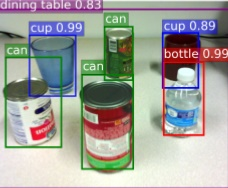 dining table 0.83
can
cup 0.99
cup 0.89
can
bottle 0.99
can